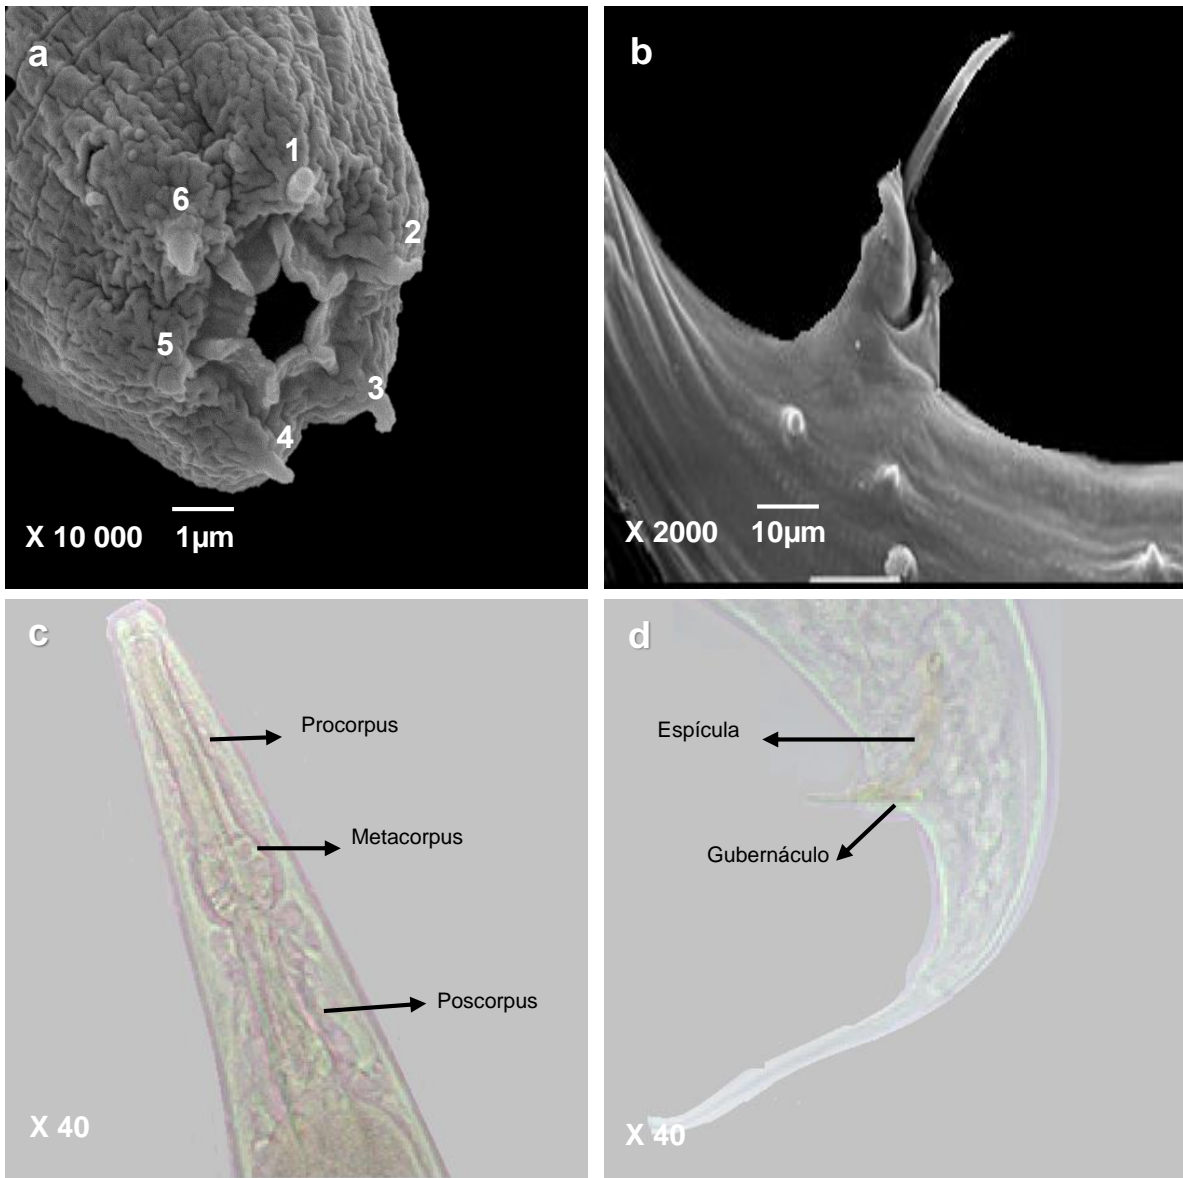 a
1
6
2
5
3
4
X 10 000 1µm
b
X 2000 10µm
c
Procorpus
Metacorpus
Poscorpus
X 40
d
Espícula
Gubernáculo
X 40